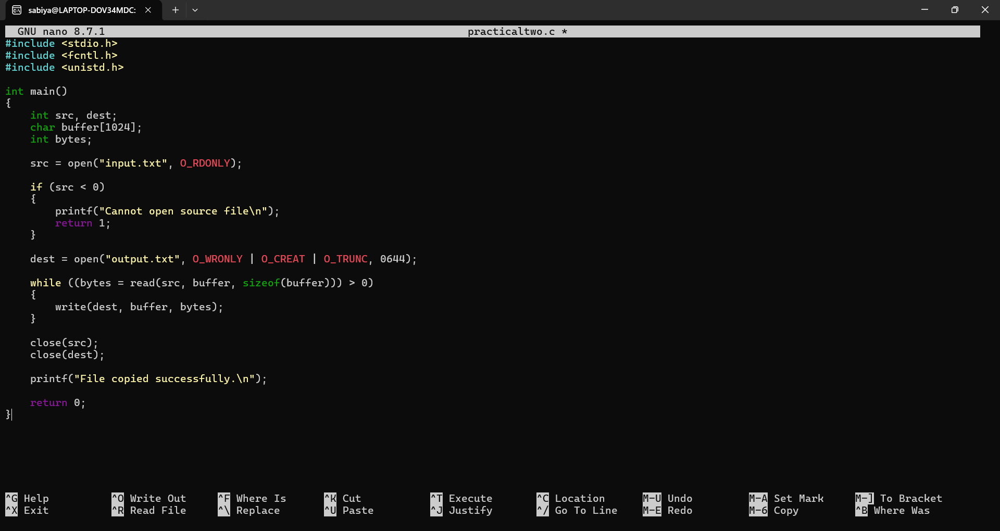 sabiya@LAPTOP-DOV34MDC:
GNU nano 8.7.1 practicaltwo.c *
#include <stdio.h>
#include <fcntl.h>
#include <unistd.h>

int main()
{
    int src, dest;
    char buffer[1024];
    int bytes;

    src = open("input.txt", O_RDONLY);

    if (src < 0)
    {
        printf("Cannot open source file\n");
        return 1;
    }

    dest = open("output.txt", O_WRONLY | O_CREAT | O_TRUNC, 0644);

    while ((bytes = read(src, buffer, sizeof(buffer))) > 0)
    {
        write(dest, buffer, bytes);
    }

    close(src);
    close(dest);

    printf("File copied successfully.\n");

    return 0;
}
^G Help ^O Write Out ^F Where Is ^K Cut ^T Execute ^C Location M-U Undo M-A Set Mark M-] To Bracket
^X Exit ^R Read File ^\ Replace ^U Paste ^J Justify ^/ Go To Line M-E Redo M-6 Copy ^B Where Was